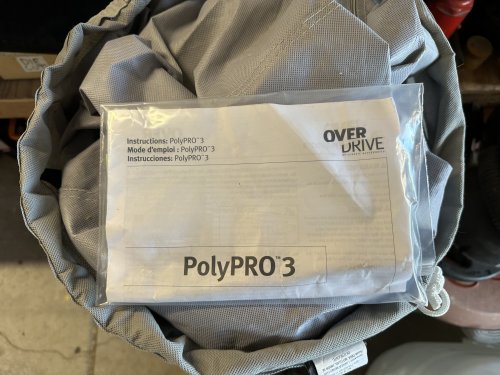 Instructions: PolyPRO™3
Mode d'emploi : PolyPRO™3
Instrucciones: PolyPRO™3
OVER
DRIVE
PolyPRO™3